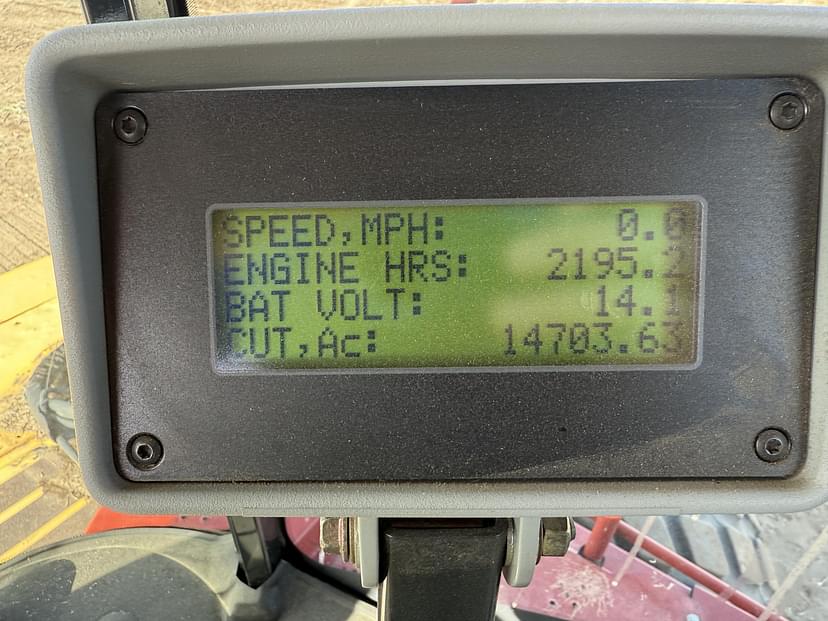 SPEED,MPH: 0.0
ENGINE HRS: 2195.2
BAT VOLT: 14.1
CUT,Ac: 14703.63